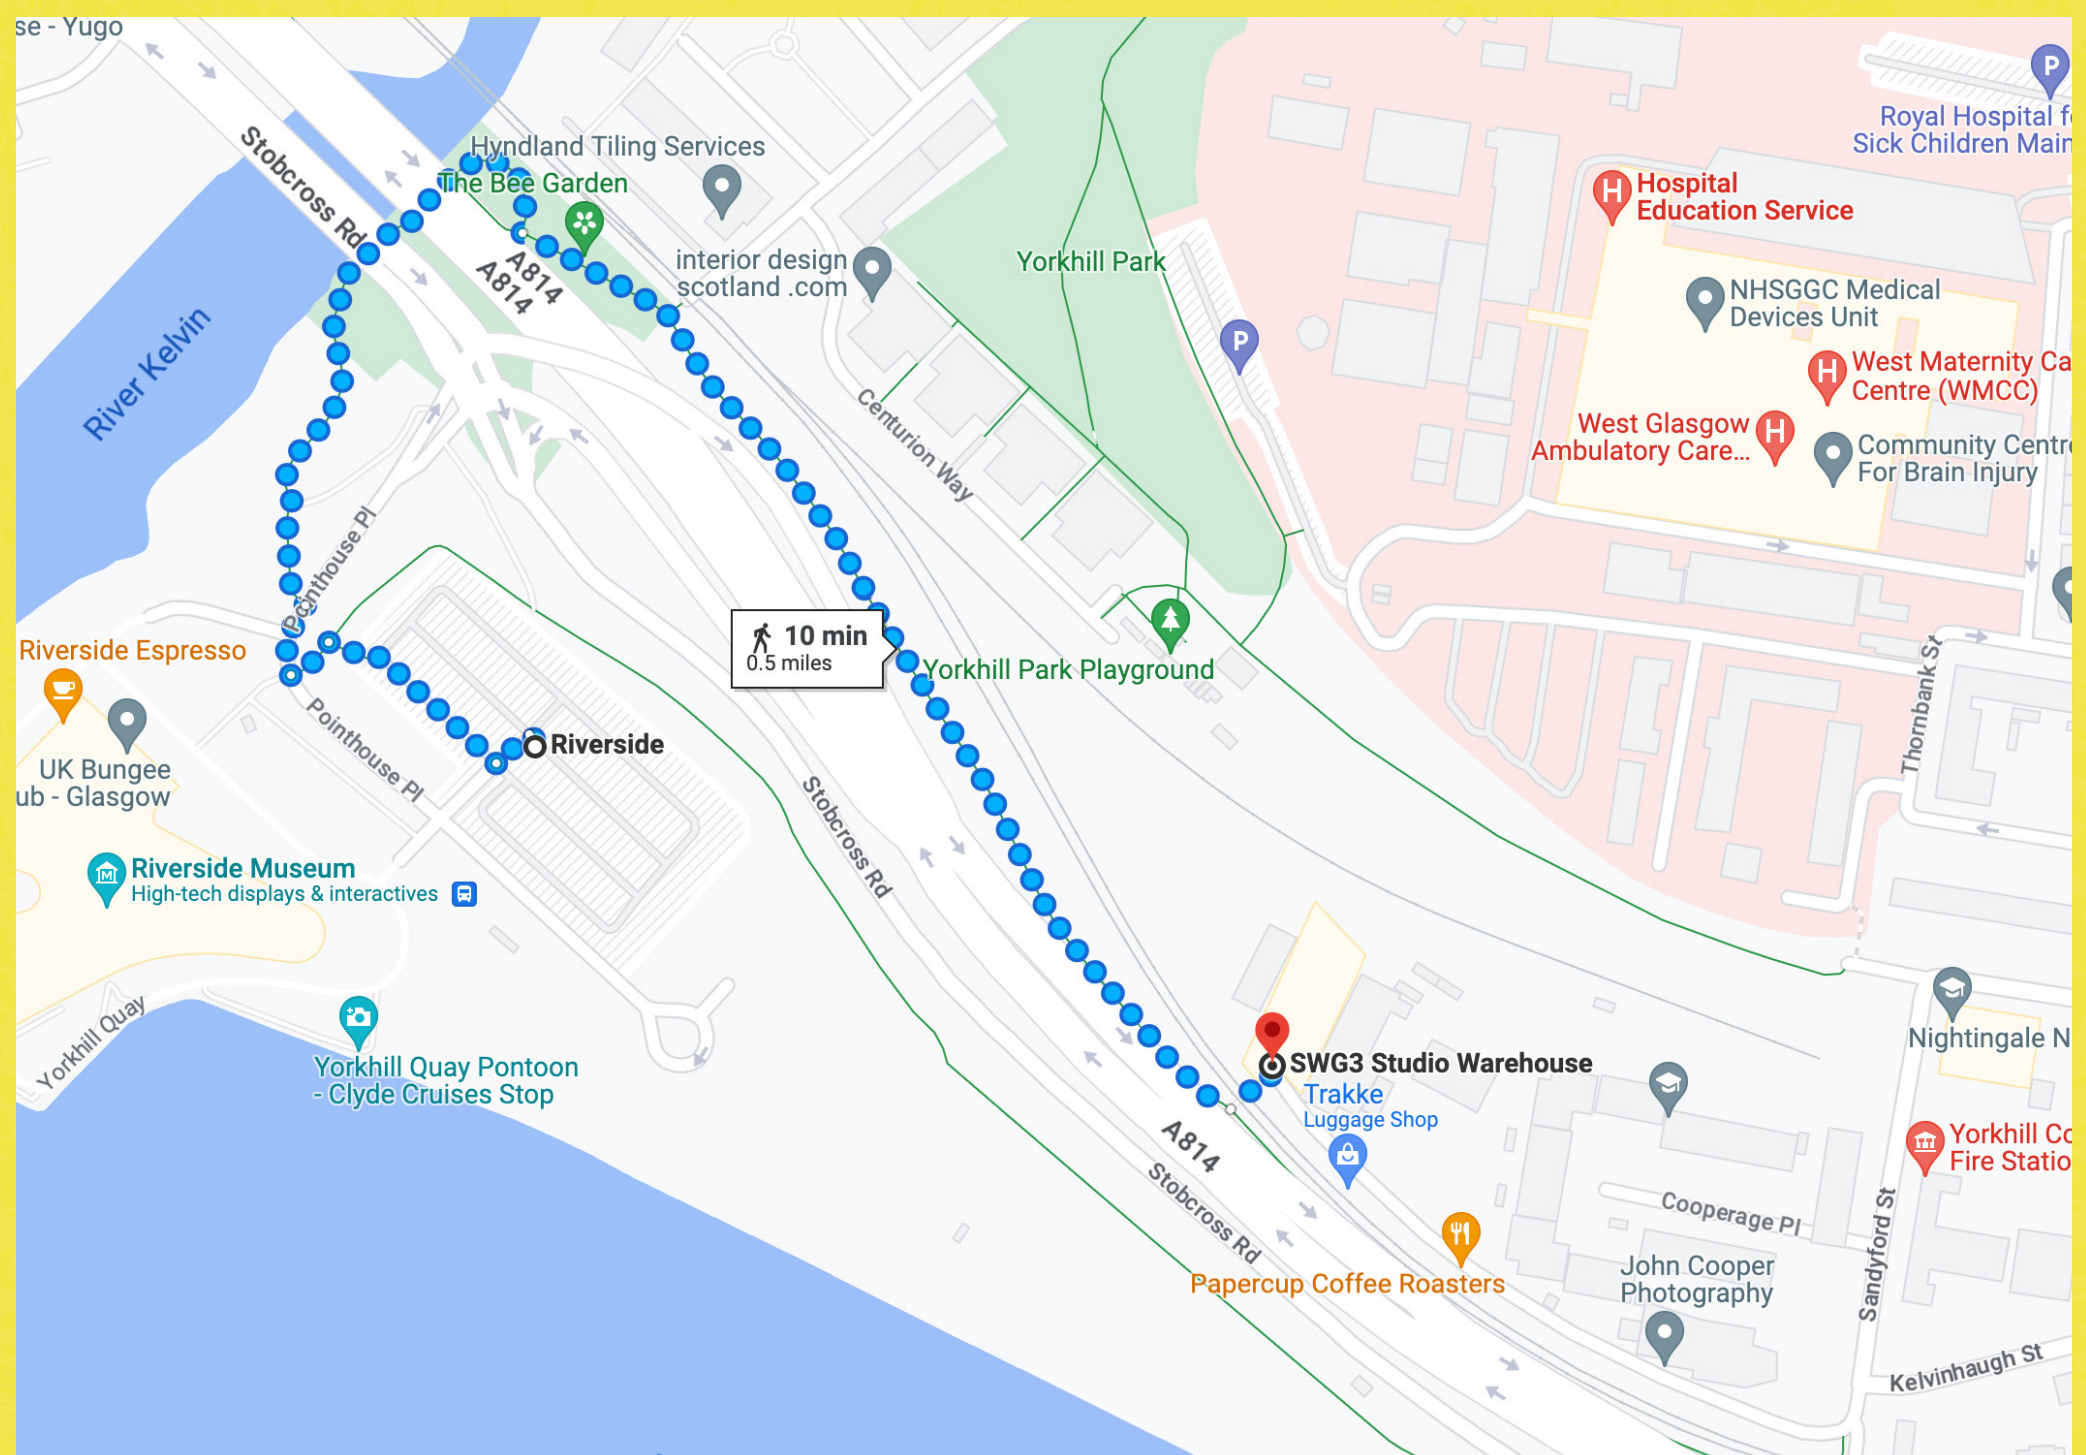 se - Yugo
Stobcross Rd
Hyndland Tiling Services
The Bee Garden
A814
A814
interior design
scotland .com
Yorkhill Park
P
P
Royal Hospital f
Sick Children Main
H
Hospital
Education Service
NHSGGC Medical
Devices Unit
H
West Maternity Ca
Centre (WMCC)
West Glasgow
Ambulatory Care...
H
Community Centre
For Brain Injury
River Kelvin
Centurion Way
Pointhouse Pl
10 min
0.5 miles
Yorkhill Park Playground
Thornbank St
Riverside Espresso
UK Bungee
ub - Glasgow
Pointhouse Pl
Riverside
Stobcross Rd
Riverside Museum
High-tech displays & interactives
Yorkhill Quay
Yorkhill Quay Pontoon
- Clyde Cruises Stop
SWG3 Studio Warehouse
Trakke
Luggage Shop
Nightingale N
Yorkhill Co
Fire Statio
A814
Stobcross Rd
Cooperage Pl
Sandyford St
Papercup Coffee Roasters
John Cooper
Photography
Kelvinhaugh St